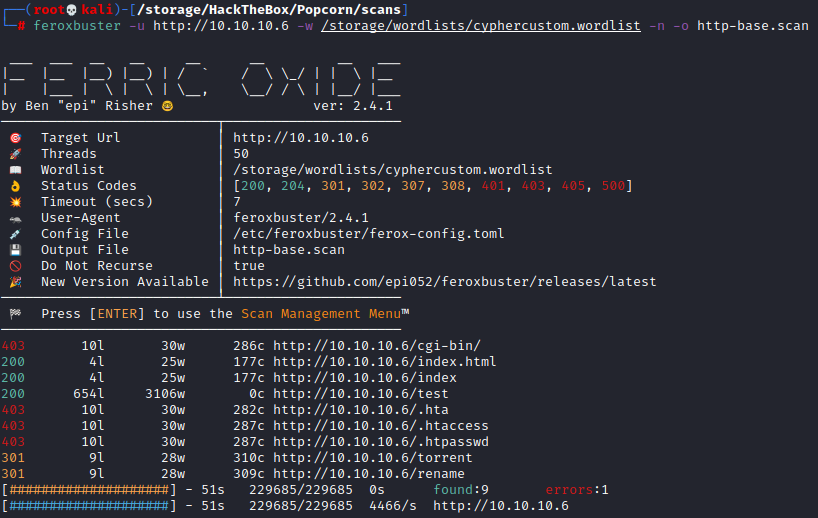 ┌──(root💀kali)-[/storage/HackTheBox/Popcorn/scans]
└─# feroxbuster -u http://10.10.10.6 -w /storage/wordlists/cyphercustom.wordlist -n -o http-base.scan
FERRIC OXIDE
by Ben "epi" Risher 🤓 ver: 2.4.1
🎯 Target Url │ http://10.10.10.6
🚀 Threads │ 50
📖 Wordlist │ /storage/wordlists/cyphercustom.wordlist
👌 Status Codes │ [200, 204, 301, 302, 307, 308, 401, 403, 405, 500]
💥 Timeout (secs) │ 7
🦡 User-Agent │ feroxbuster/2.4.1
💉 Config File │ /etc/feroxbuster/ferox-config.toml
💾 Output File │ http-base.scan
🚫 Do Not Recurse │ true
🎉 New Version Available │ https://github.com/epi052/feroxbuster/releases/latest
🏁 Press [ENTER] to use the Scan Management Menu™
403 10l 30w 286c http://10.10.10.6/cgi-bin/
200 4l 25w 177c http://10.10.10.6/index.html
200 4l 25w 177c http://10.10.10.6/index
200 654l 3106w 0c http://10.10.10.6/test
403 10l 30w 282c http://10.10.10.6/.hta
403 10l 30w 287c http://10.10.10.6/.htaccess
403 10l 30w 287c http://10.10.10.6/.htpasswd
301 9l 28w 310c http://10.10.10.6/torrent
301 9l 28w 309c http://10.10.10.6/rename
[####################] - 51s 229685/229685 0s found:9 errors:1
[####################] - 51s 229685/229685 4466/s http://10.10.10.6